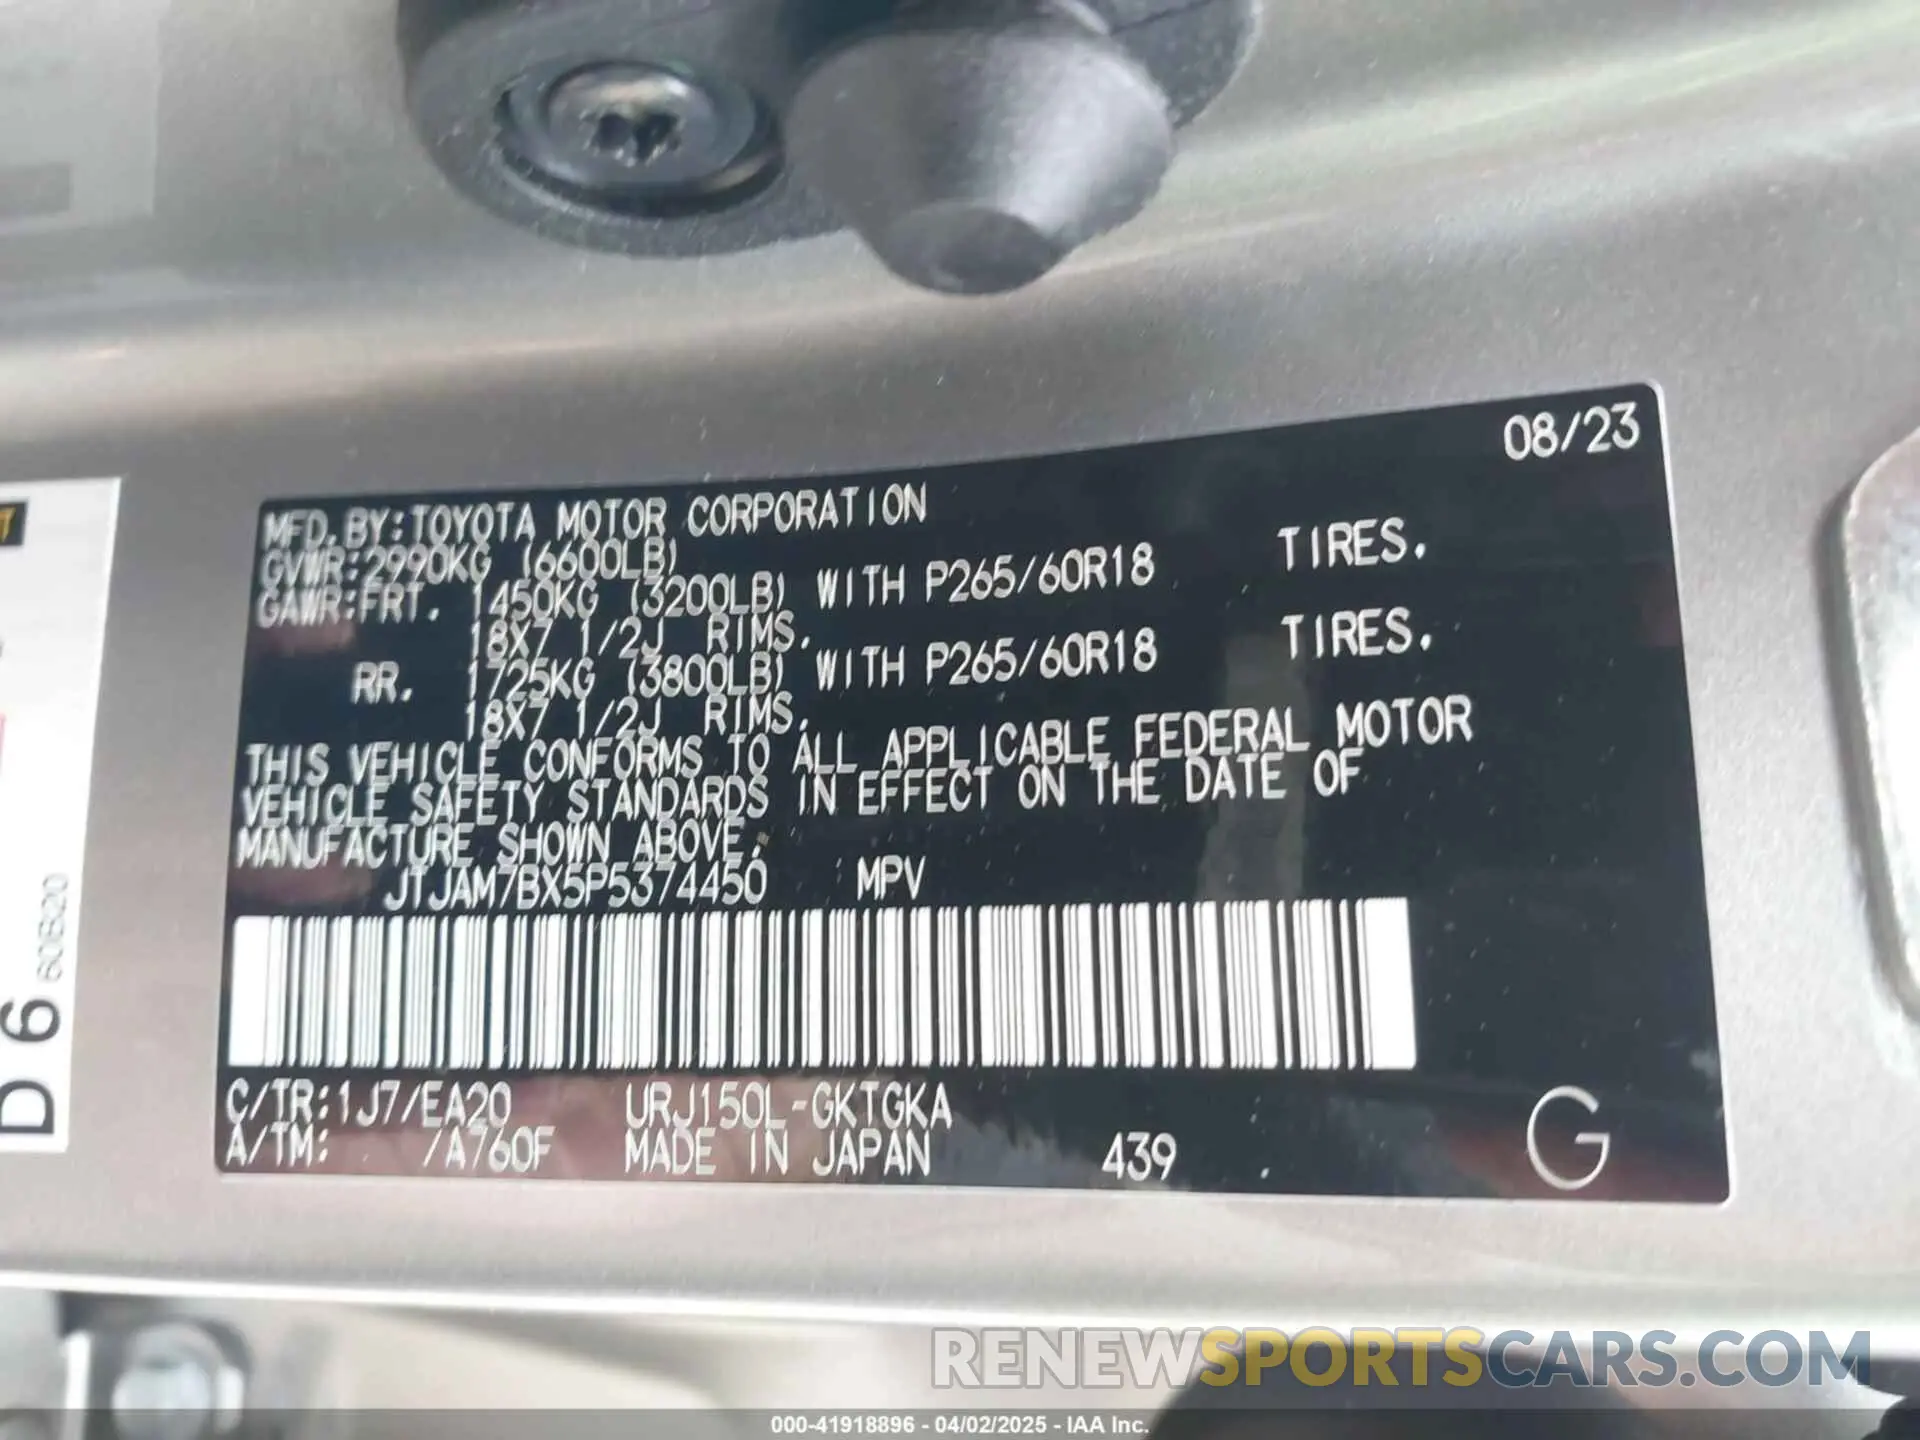 08/23
MFD.BY:TOYOTA MOTOR CORPORATION
GVWR:2990KG (6600LB)
GAWR:FRT. 1450KG (3200LB) WITH P265/60R18 TIRES.
18X7 1/2J RIMS.
RR. 1725KG (3800LB) WITH P265/60R18 TIRES.
18X7 1/2J RIMS.
THIS VEHICLE CONFORMS TO ALL APPLICABLE FEDERAL MOTOR
VEHICLE SAFETY STANDARDS IN EFFECT ON THE DATE OF
MANUFACTURE SHOWN ABOVE.
JTJAM7BX5P5374450 MPV
C/TR:1J7/EA20 URJ150L-GKTGKA
A/TM: /A760F MADE IN JAPAN 439
G
D 6
60B20
RENEWSPORTSCARS.COM
000-41918896 - 04/02/2025 - IAA Inc.